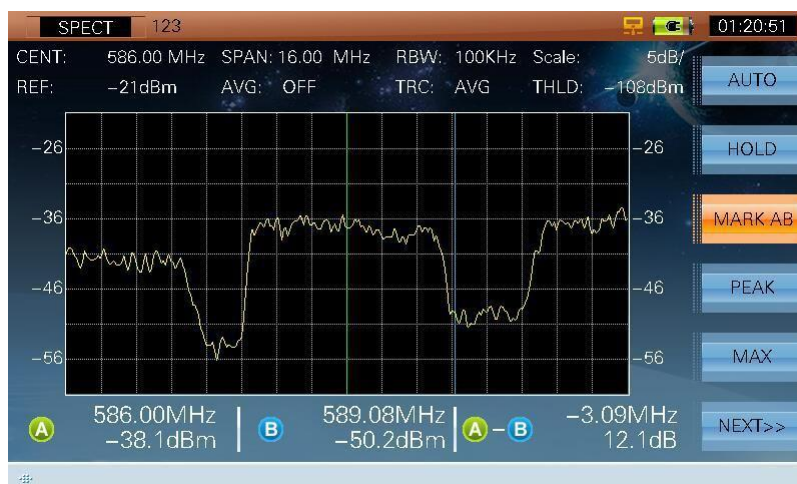 SPECT 123 01:20:51
CENT: 586.00 MHz SPAN: 16.00 MHz RBW: 100KHz Scale: 5dB/
REF: -21dBm AVG: OFF TRC: AVG THLD: -108dBm
AUTO
-26 -26
HOLD
-36 -36
MARK AB
-46 -46
PEAK
-56 -56
MAX
A 586.00MHz B 589.08MHz A-B -3.09MHz
-38.1dBm -50.2dBm 12.1dB
NEXT>>